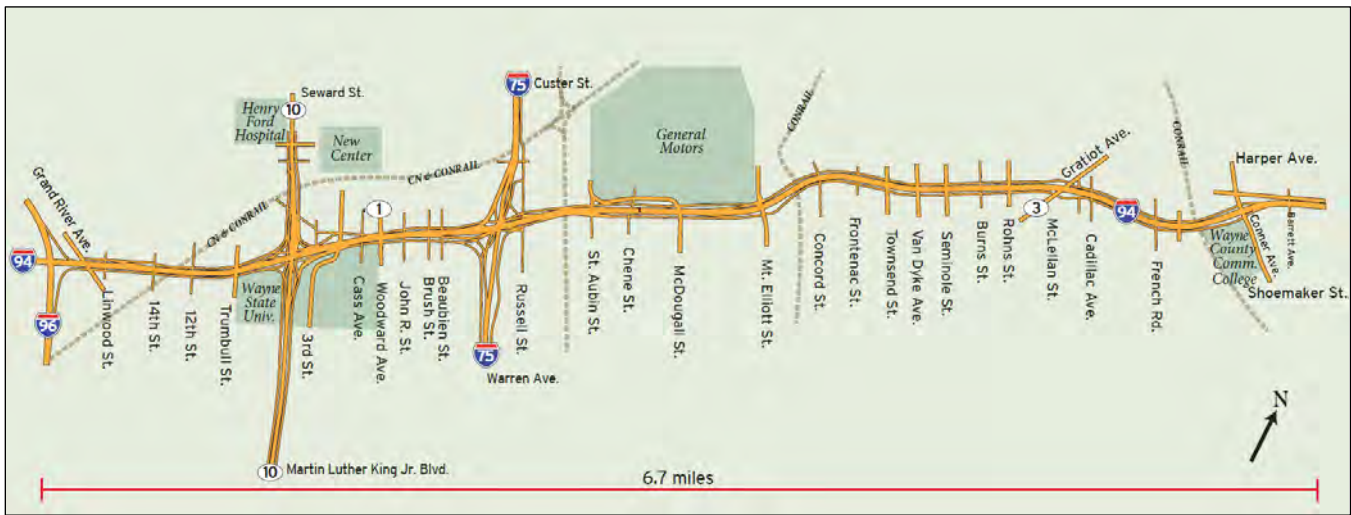 75
Custer St.
Seward St.
10
Henry
Ford
Hospital
New
Center
General
Motors
CONRAIL
CONRAIL
CN & CONRAIL
CN & CONRAIL
Grand River Ave.
Gratiot Ave.
Harper Ave.
1
3
94
94
96
Wayne
State
Univ.
Wayne
County
Comm.
College
Conner Ave.
Barrett Ave.
Shoemaker St.
Linwood St.
14th St.
12th St.
Trumbull St.
3rd St.
Cass Ave.
Woodward Ave.
John R. St.
Brush St.
Beaubien St.
75
Warren Ave.
Russell St.
St. Aubin St.
Chene St.
McDougall St.
Mt. Elliott St.
Concord St.
Frontenac St.
Townsend St.
Van Dyke Ave.
Seminole St.
Burns St.
Rohns St.
McLellan St.
Cadillac Ave.
French Rd.
N
10
Martin Luther King Jr. Blvd.
6.7 miles